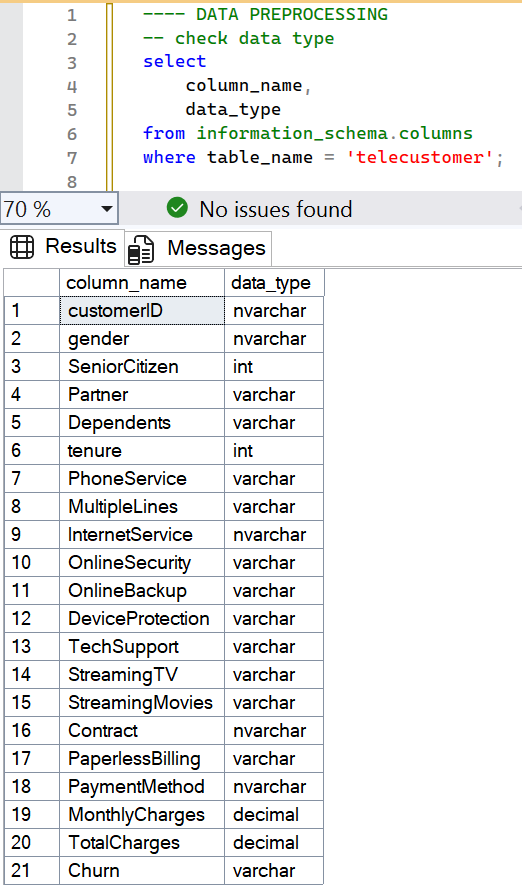 1 ---- DATA PREPROCESSING
2 -- check data type
3 select
4 column_name,
5 data_type
6 from information_schema.columns
7 where table_name = 'telecustomer';
8
70 % No issues found
Results Messages
column_name data_type
1 customerID nvarchar
2 gender nvarchar
3 SeniorCitizen int
4 Partner varchar
5 Dependents varchar
6 tenure int
7 PhoneService varchar
8 MultipleLines varchar
9 InternetService nvarchar
10 OnlineSecurity varchar
11 OnlineBackup varchar
12 DeviceProtection varchar
13 TechSupport varchar
14 StreamingTV varchar
15 StreamingMovies varchar
16 Contract nvarchar
17 PaperlessBilling varchar
18 PaymentMethod nvarchar
19 MonthlyCharges decimal
20 TotalCharges decimal
21 Churn varchar